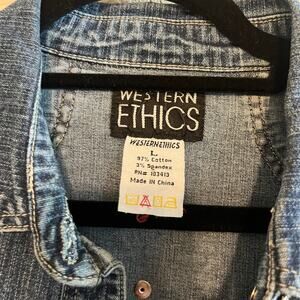 WESTERN
ETHICS
WESTERNETHICS
L
97% Cotton
3% Spandex
RN# 103413
Made in China